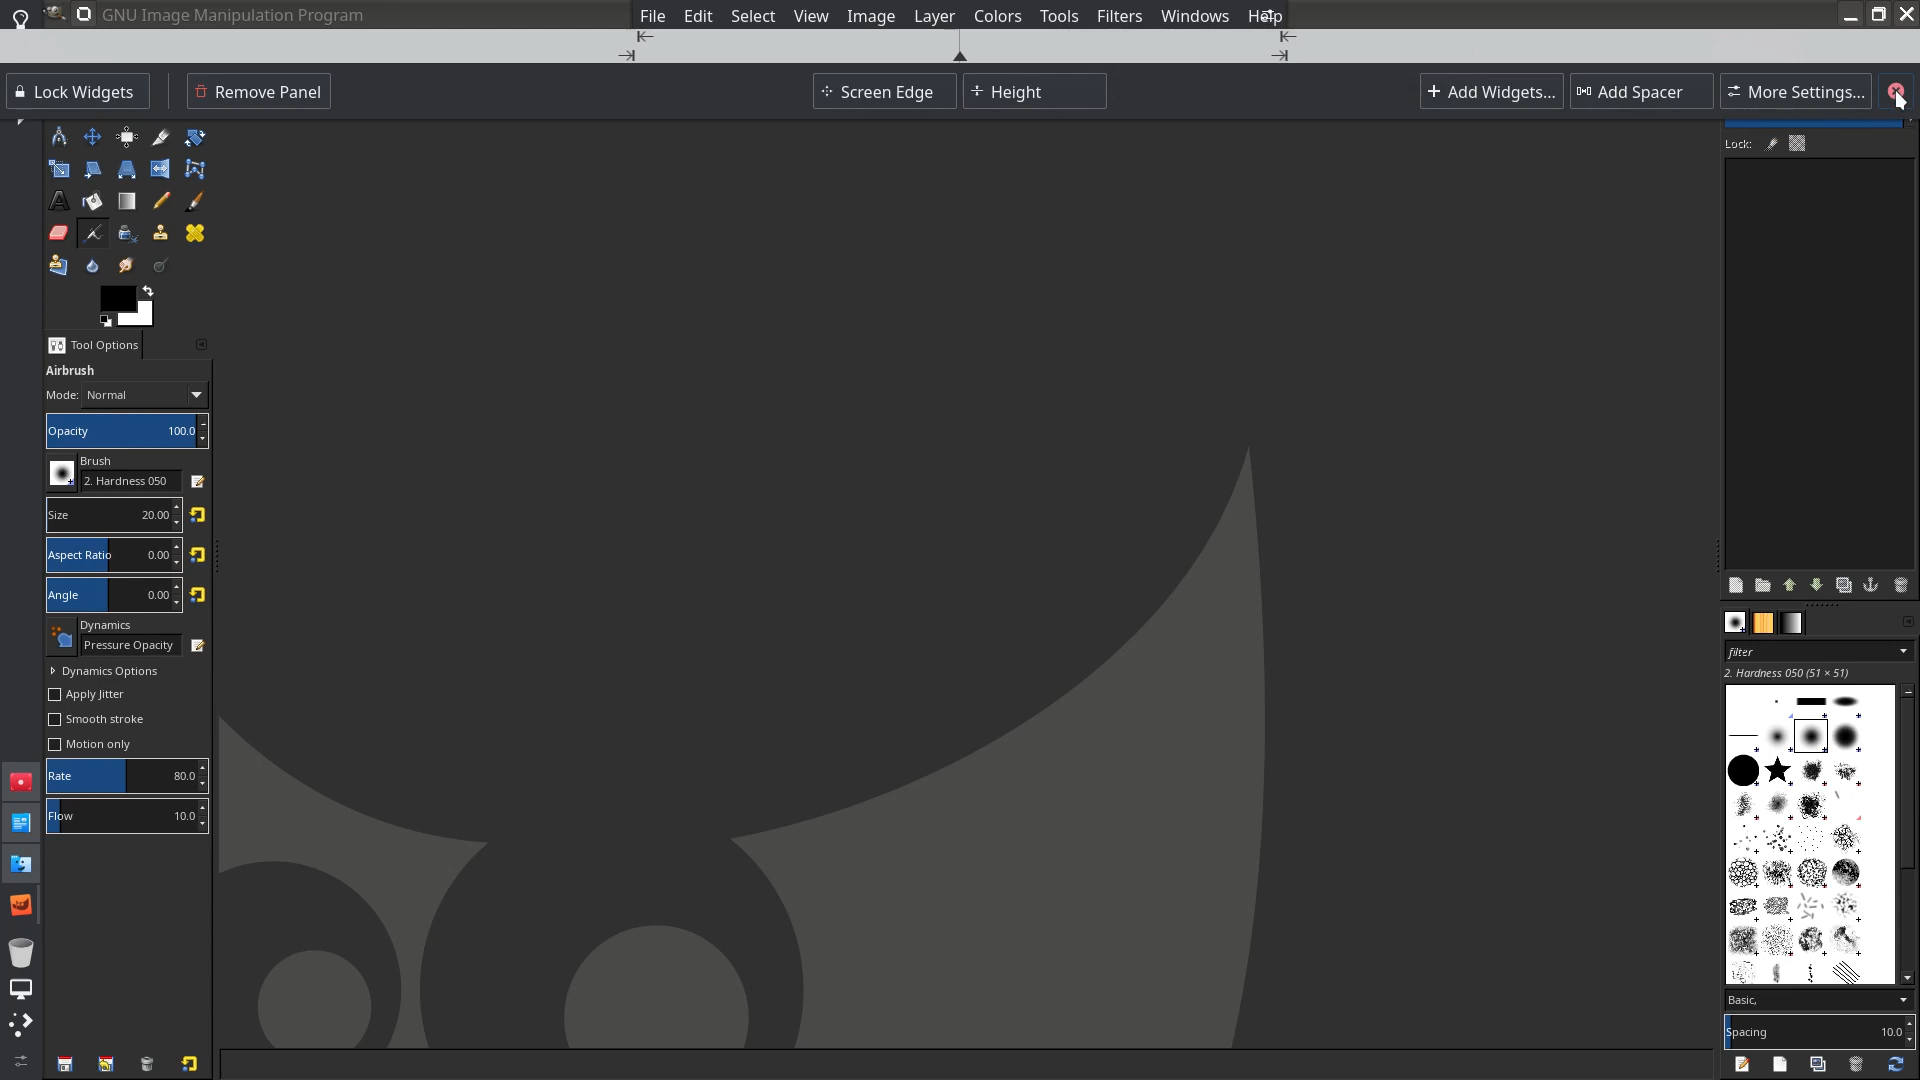 GNU Image Manipulation Program
File Edit Select View Image Layer Colors Tools Filters Windows Help
Lock Widgets Remove Panel Screen Edge Height Add Widgets... Add Spacer More Settings...
Lock:
Tool Options
Airbrush
Mode: Normal
Opacity 100.0
Brush
2. Hardness 050
Size 20.00
Aspect Ratio 0.00
Angle 0.00
Dynamics
Pressure Opacity
Dynamics Options
Apply Jitter
Smooth stroke
Motion only
Rate 80.0
Flow 10.0
filter
2. Hardness 050 (51 × 51)
Basic,
Spacing 10.0